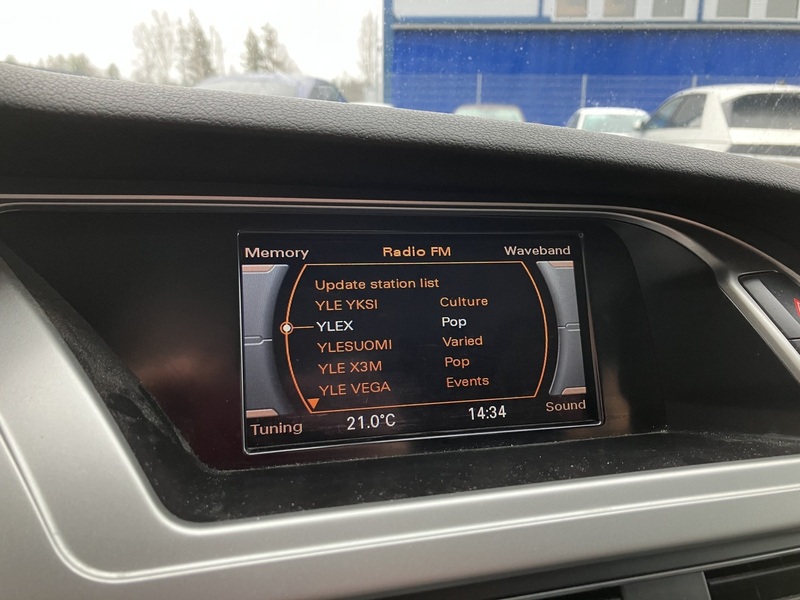 Memory Radio FM Waveband
Update station list
YLE YKSI Culture
YLEX Pop
YLESUOMI Varied
YLE X3M Pop
YLE VEGA Events
Tuning 21.0°C 14:34 Sound